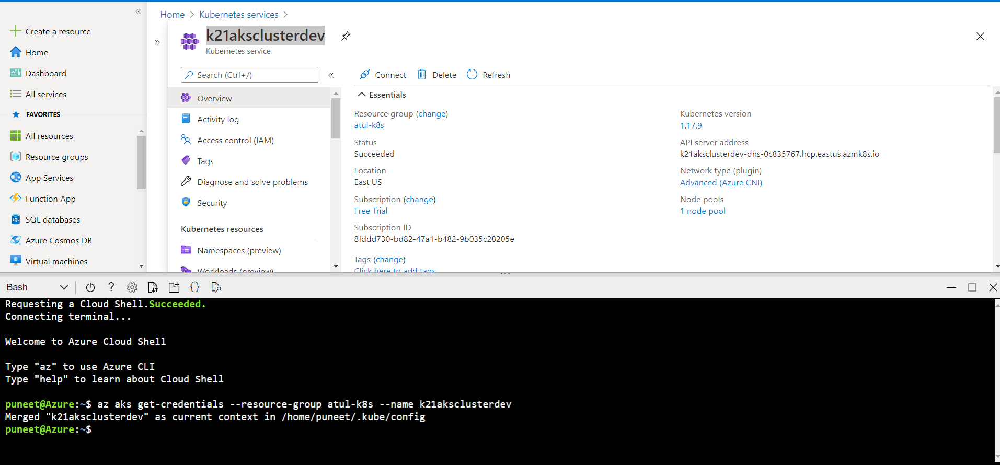 Home > Kubernetes services >
Create a resource
Home
Dashboard
All services
FAVORITES
All resources
Resource groups
App Services
Function App
SQL databases
Azure Cosmos DB
Virtual machines
k21aksclusterdev
Kubernetes service
Search (Ctrl+/)
Overview
Activity log
Access control (IAM)
Tags
Diagnose and solve problems
Security
Kubernetes resources
Namespaces (preview)
Workloads (preview)
Connect Delete Refresh
Essentials
Resource group (change)
atul-k8s
Status
Succeeded
Location
East US
Subscription (change)
Free Trial
Subscription ID
8fddd730-bd82-47a1-b482-9b035c28205e
Tags (change)
Click here to add tags
Kubernetes version
1.17.9
API server address
k21aksclusterdev-dns-0c835767.hcp.eastus.azmk8s.io
Network type (plugin)
Advanced (Azure CNI)
Node pools
1 node pool
Bash
Requesting a Cloud Shell.Succeeded.
Connecting terminal...
Welcome to Azure Cloud Shell
Type "az" to use Azure CLI
Type "help" to learn about Cloud Shell
puneet@Azure:~$ az aks get-credentials --resource-group atul-k8s --name k21aksclusterdev
Merged "k21aksclusterdev" as current context in /home/puneet/.kube/config
puneet@Azure:~$